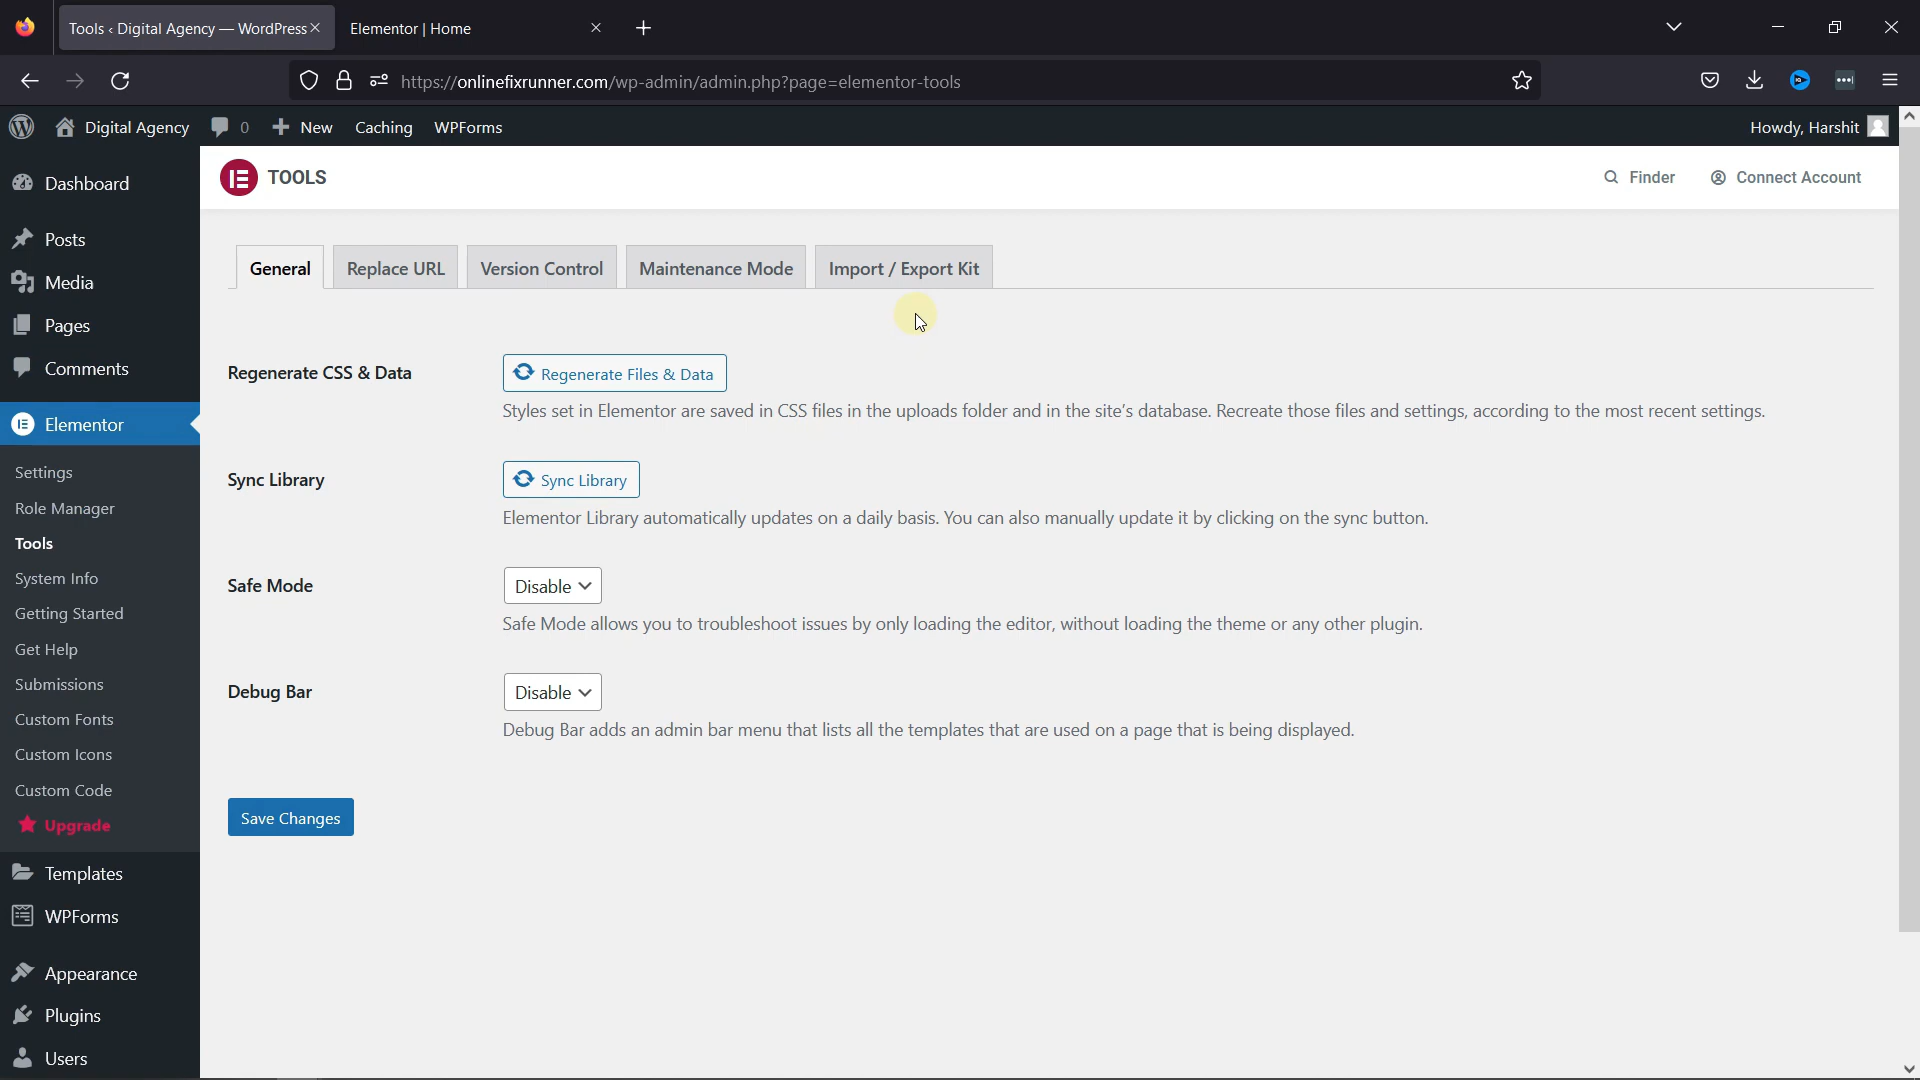 Tools ‹ Digital Agency — WordPress
Elementor | Home
https://onlinefixrunner.com/wp-admin/admin.php?page=elementor-tools
Digital Agency
0
New
Caching
WPForms
Howdy, Harshit
Dashboard
Posts
Media
Pages
Comments
Elementor
Settings
Role Manager
Tools
System Info
Getting Started
Get Help
Submissions
Custom Fonts
Custom Icons
Custom Code
Upgrade
Templates
WPForms
Appearance
Plugins
Users
TOOLS
Finder
Connect Account
General
Replace URL
Version Control
Maintenance Mode
Import / Export Kit
Regenerate CSS & Data
Regenerate Files & Data
Styles set in Elementor are saved in CSS files in the uploads folder and in the site's database. Recreate those files and settings, according to the most recent settings.
Sync Library
Sync Library
Elementor Library automatically updates on a daily basis. You can also manually update it by clicking on the sync button.
Safe Mode
Disable
Safe Mode allows you to troubleshoot issues by only loading the editor, without loading the theme or any other plugin.
Debug Bar
Disable
Debug Bar adds an admin bar menu that lists all the templates that are used on a page that is being displayed.
Save Changes